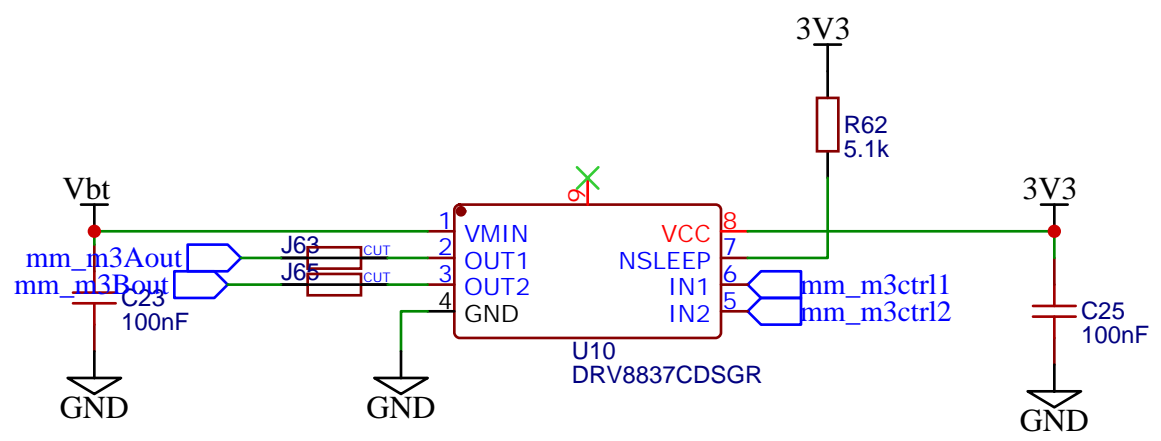 3V3
R62
5.1k
Vbt
3V3
9
1
VMIN
VCC
8
mm_m3Aout
J63
CUT
2
OUT1
NSLEEP
7
mm_m3Bout
J65
CUT
3
OUT2
IN1
6
mm_m3ctrl1
C23
100nF
4
GND
IN2
5
mm_m3ctrl2
C25
100nF
U10
DRV8837CDSGR
GND
GND
GND